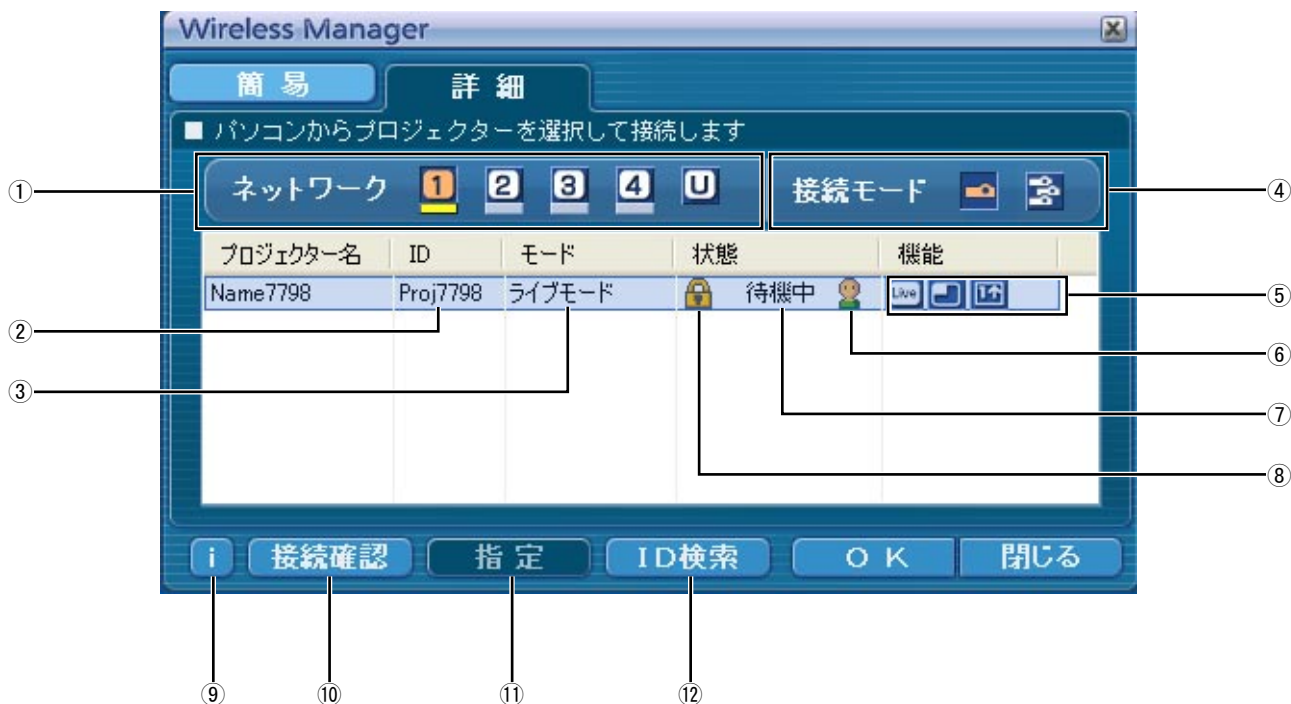 Wireless Manager
簡易 詳細
■ パソコンからプロジェクターを選択して接続します
① ネットワーク 1 2 3 4 U 接続モード ④
プロジェクター名 ID モード 状態 機能
Name7798 Proj7798 ライブモード 待機中 Live ⑤
②
⑥
③
⑦
⑧
i 接続確認 指定 ID検索 OK 閉じる
⑨ ⑩ ⑪ ⑫